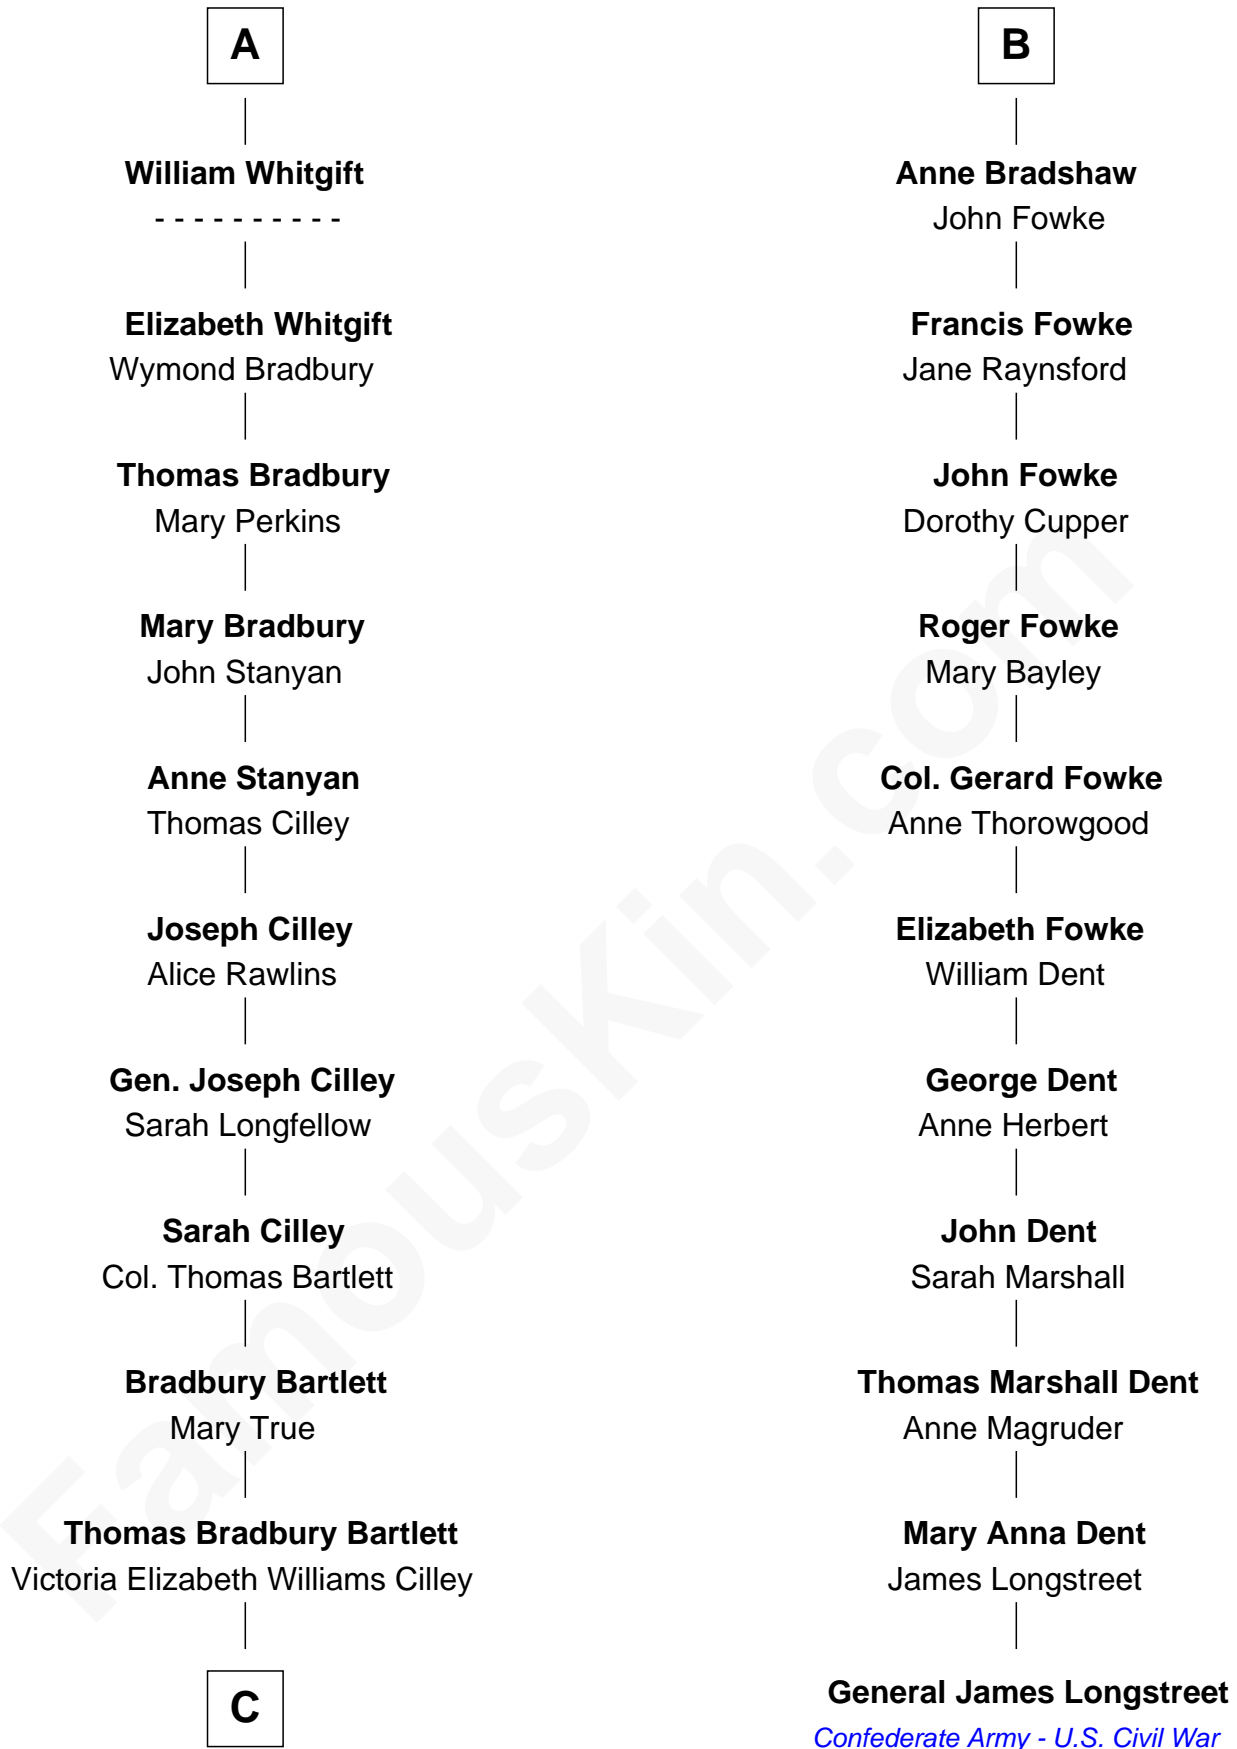 A
William Whitgift
- - - - - - - - - -
Elizabeth Whitgift
Wymond Bradbury
Thomas Bradbury
Mary Perkins
Mary Bradbury
John Stanyan
Anne Stanyan
Thomas Cilley
Joseph Cilley
Alice Rawlins
Gen. Joseph Cilley
Sarah Longfellow
Sarah Cilley
Col. Thomas Bartlett
Bradbury Bartlett
Mary True
Thomas Bradbury Bartlett
Victoria Elizabeth Williams Cilley
C
B
Anne Bradshaw
John Fowke
Francis Fowke
Jane Raynsford
John Fowke
Dorothy Cupper
Roger Fowke
Mary Bayley
Col. Gerard Fowke
Anne Thorowgood
Elizabeth Fowke
William Dent
George Dent
Anne Herbert
John Dent
Sarah Marshall
Thomas Marshall Dent
Anne Magruder
Mary Anna Dent
James Longstreet
General James Longstreet
Confederate Army - U.S. Civil War
FamousKin.com